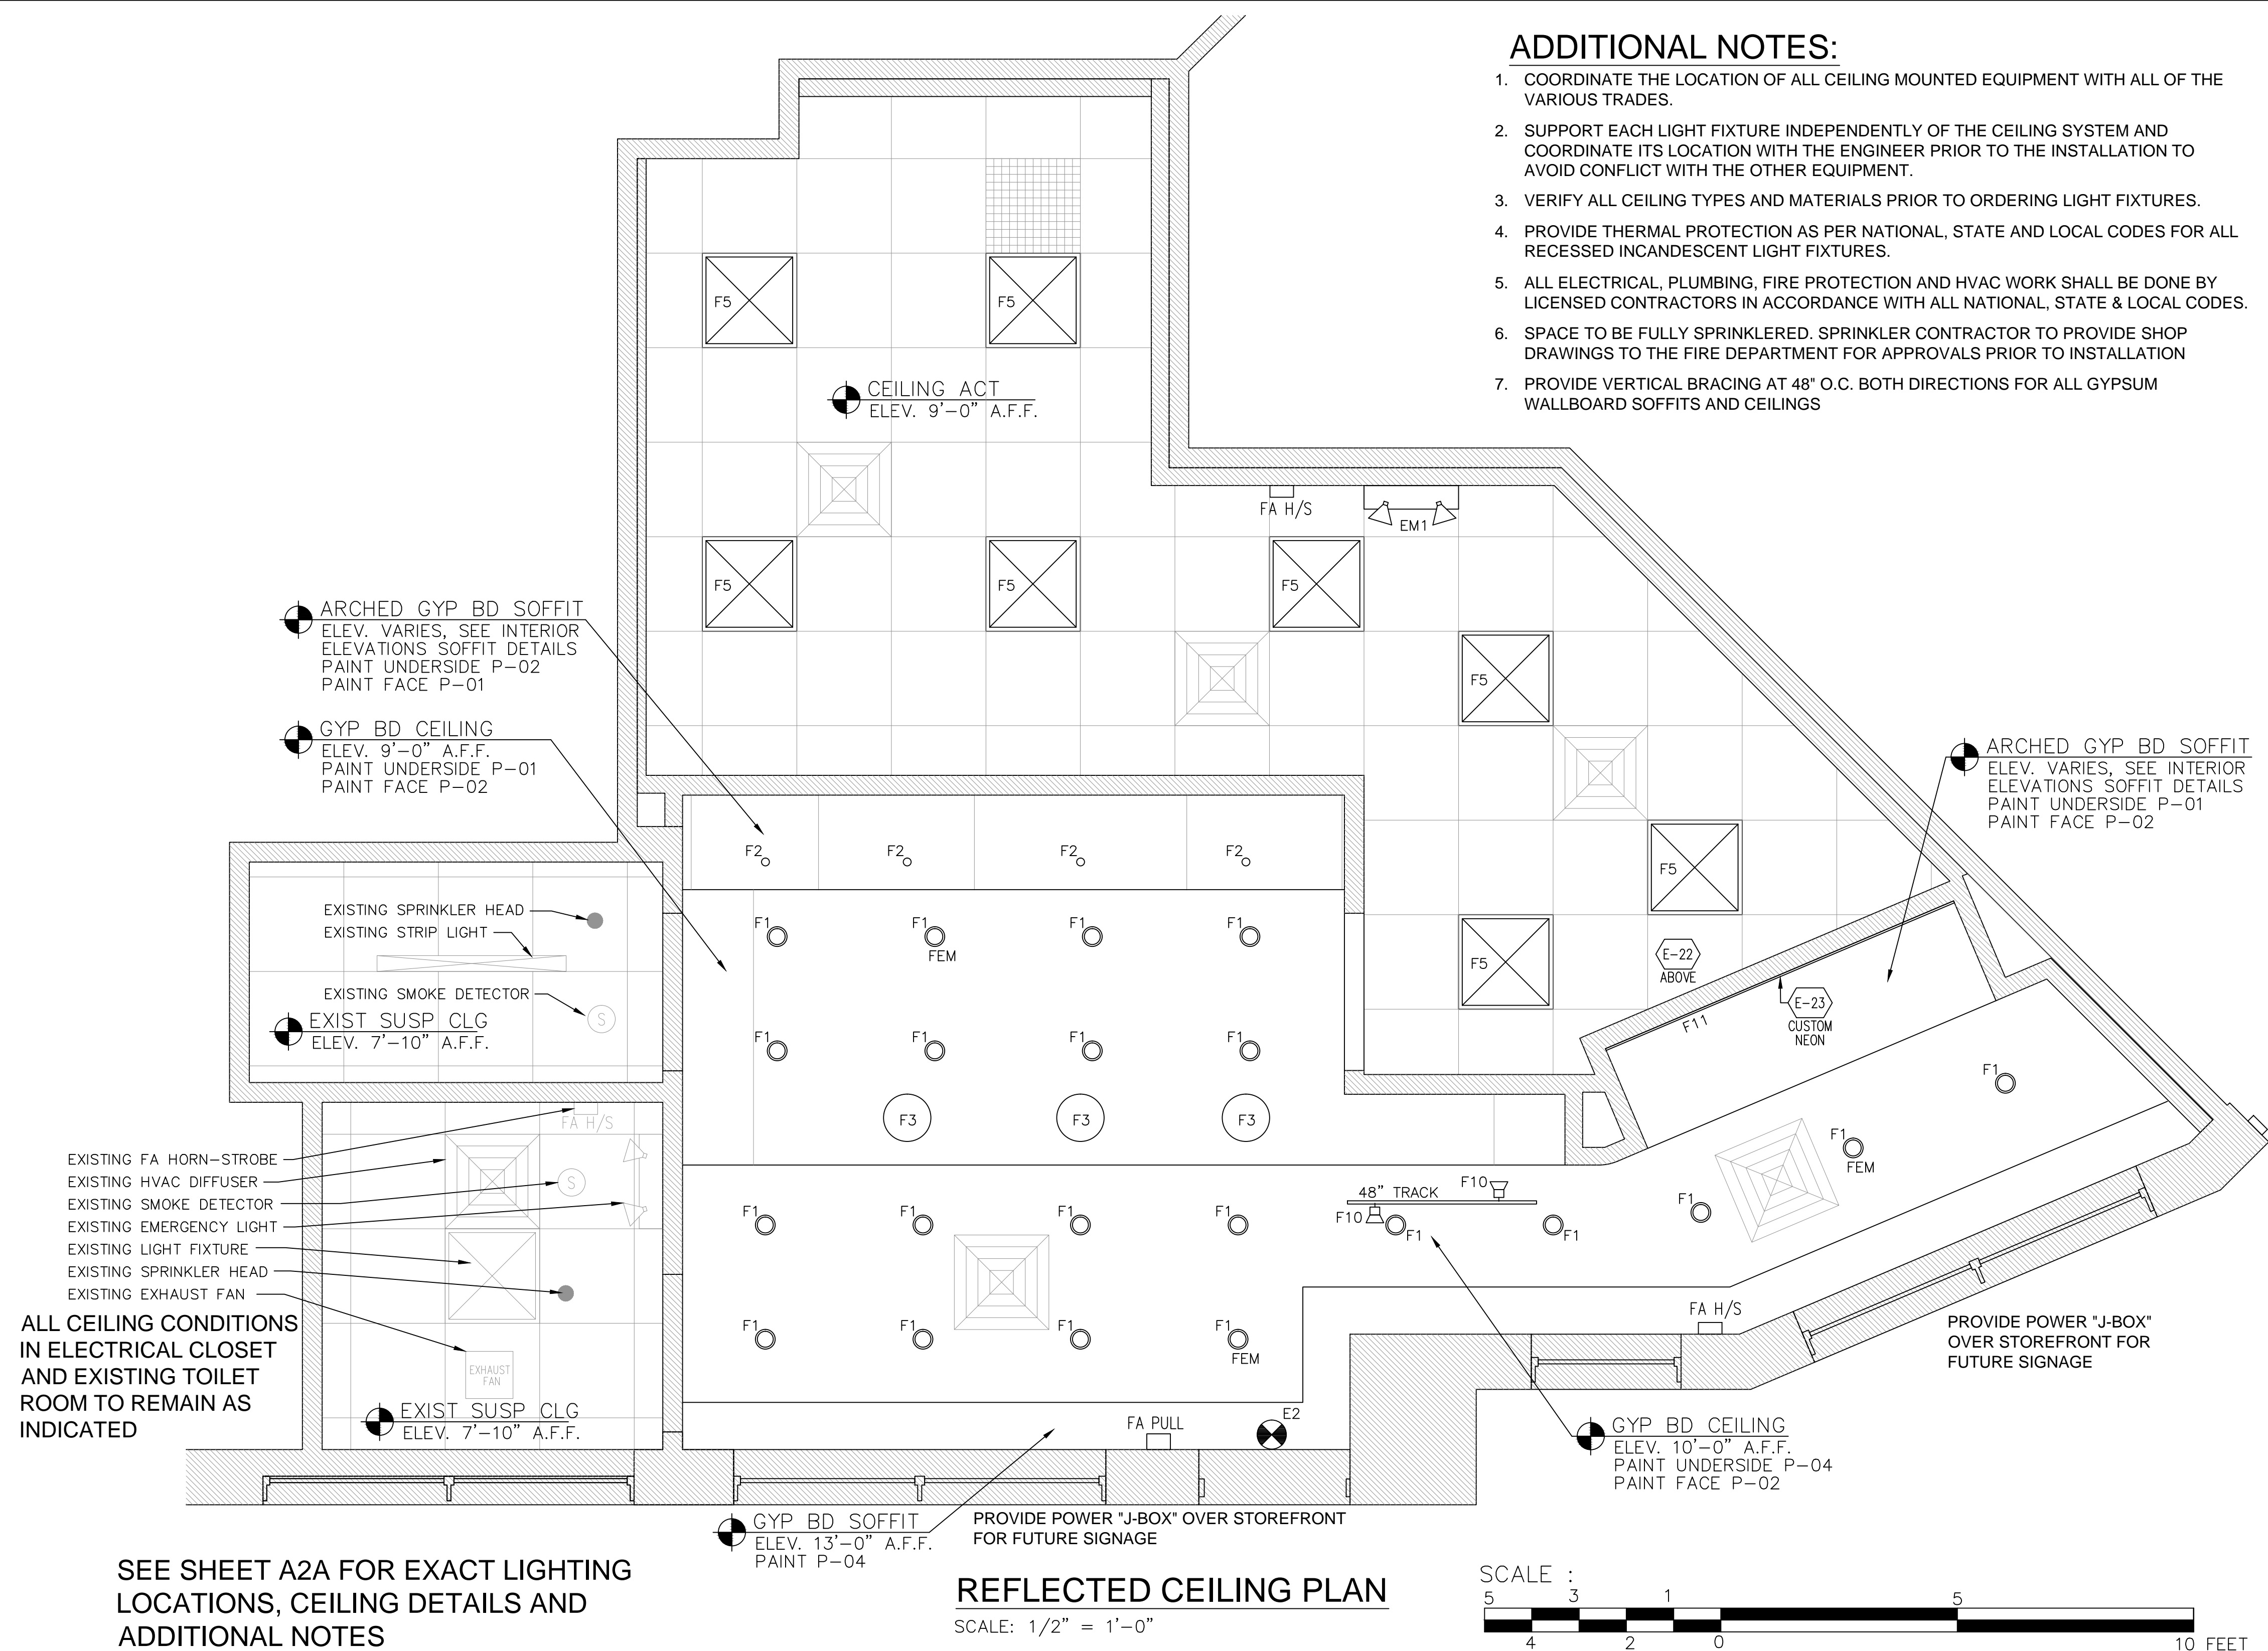 ADDITIONAL NOTES:
1. COORDINATE THE LOCATION OF ALL CEILING MOUNTED EQUIPMENT WITH ALL OF THE
VARIOUS TRADES.
2. SUPPORT EACH LIGHT FIXTURE INDEPENDENTLY OF THE CEILING SYSTEM AND
COORDINATE ITS LOCATION WITH THE ENGINEER PRIOR TO THE INSTALLATION TO
AVOID CONFLICT WITH THE OTHER EQUIPMENT.
3. VERIFY ALL CEILING TYPES AND MATERIALS PRIOR TO ORDERING LIGHT FIXTURES.
4. PROVIDE THERMAL PROTECTION AS PER NATIONAL, STATE AND LOCAL CODES FOR ALL
RECESSED INCANDESCENT LIGHT FIXTURES.
5. ALL ELECTRICAL, PLUMBING, FIRE PROTECTION AND HVAC WORK SHALL BE DONE BY
LICENSED CONTRACTORS IN ACCORDANCE WITH ALL NATIONAL, STATE & LOCAL CODES.
6. SPACE TO BE FULLY SPRINKLERED. SPRINKLER CONTRACTOR TO PROVIDE SHOP
DRAWINGS TO THE FIRE DEPARTMENT FOR APPROVALS PRIOR TO INSTALLATION
7. PROVIDE VERTICAL BRACING AT 48" O.C. BOTH DIRECTIONS FOR ALL GYPSUM
WALLBOARD SOFFITS AND CEILINGS
F5 F5
CEILING ACT
ELEV. 9'-0" A.F.F.
FA H/S
EM1
F5 F5 F5
F5
F5
F5
ARCHED GYP BD SOFFIT
ELEV. VARIES, SEE INTERIOR
ELEVATIONS SOFFIT DETAILS
PAINT UNDERSIDE P-02
PAINT FACE P-01
GYP BD CEILING
ELEV. 9'-0" A.F.F.
PAINT UNDERSIDE P-01
PAINT FACE P-02
ARCHED GYP BD SOFFIT
ELEV. VARIES, SEE INTERIOR
ELEVATIONS SOFFIT DETAILS
PAINT UNDERSIDE P-01
PAINT FACE P-02
F2 F2 F2 F2
EXISTING SPRINKLER HEAD
EXISTING STRIP LIGHT
EXISTING SMOKE DETECTOR
S
EXIST SUSP CLG
ELEV. 7'-10" A.F.F.
F1 F1 F1 F1
FEM
E-22
ABOVE
E-23
CUSTOM
NEON
F11
F1 F1 F1 F1
F3 F3 F3
F1
F1
FEM
F1
FA H/S
S
EXISTING FA HORN-STROBE
EXISTING HVAC DIFFUSER
EXISTING SMOKE DETECTOR
EXISTING EMERGENCY LIGHT
EXISTING LIGHT FIXTURE
EXISTING SPRINKLER HEAD
EXISTING EXHAUST FAN
48" TRACK
F10
F10
F1 F1 F1 F1 F1 F1
ALL CEILING CONDITIONS
IN ELECTRICAL CLOSET
AND EXISTING TOILET
ROOM TO REMAIN AS
INDICATED
EXHAUST
FAN
F1 F1 F1 F1
FEM
FA H/S
PROVIDE POWER "J-BOX"
OVER STOREFRONT FOR
FUTURE SIGNAGE
EXIST SUSP CLG
ELEV. 7'-10" A.F.F.
FA PULL
E2
GYP BD CEILING
ELEV. 10'-0" A.F.F.
PAINT UNDERSIDE P-04
PAINT FACE P-02
GYP BD SOFFIT
ELEV. 13'-0" A.F.F.
PAINT P-04
PROVIDE POWER "J-BOX" OVER STOREFRONT
FOR FUTURE SIGNAGE
SEE SHEET A2A FOR EXACT LIGHTING
LOCATIONS, CEILING DETAILS AND
ADDITIONAL NOTES
REFLECTED CEILING PLAN
SCALE: 1/2" = 1'-0"
SCALE :
5 3 1 5
4 2 0 10 FEET